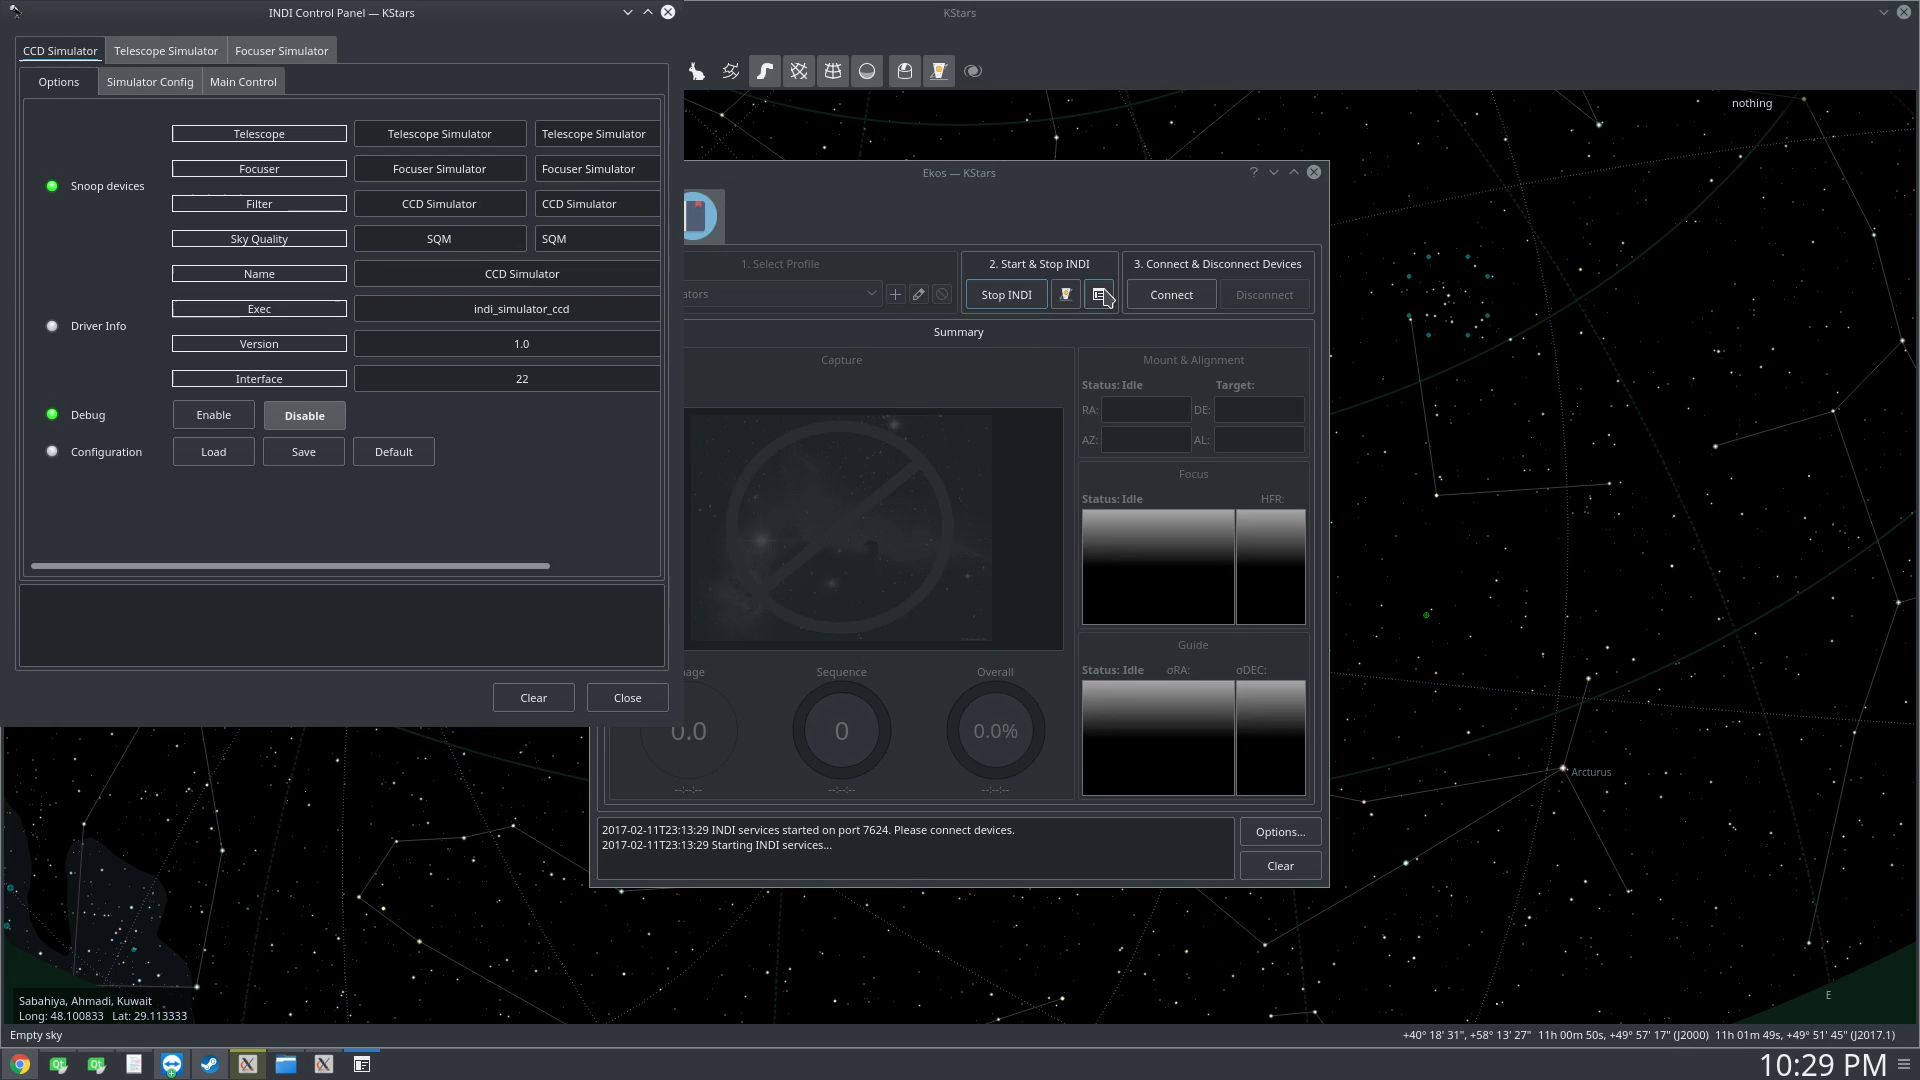 INDI Control Panel — KStars
KStars
CCD Simulator
Telescope Simulator
Focuser Simulator
Options
Simulator Config
Main Control
Snoop devices
Telescope
Telescope Simulator
Telescope Simulator
Focuser
Focuser Simulator
Focuser Simulator
Filter
CCD Simulator
CCD Simulator
Sky Quality
SQM
SQM
Driver Info
Name
CCD Simulator
Exec
indi_simulator_ccd
Version
1.0
Interface
22
Debug
Enable
Disable
Configuration
Load
Save
Default
Clear
Close
nothing
Ekos — KStars
?
1. Select Profile
ators
2. Start & Stop INDI
Stop INDI
3. Connect & Disconnect Devices
Connect
Disconnect
Summary
Capture
Mount & Alignment
Status: Idle
Target:
RA:
DE:
AZ:
AL:
Focus
Status: Idle
HFR:
Guide
Status: Idle
σRA:
σDEC:
age
Sequence
Overall
0.0
0
0.0%
--:--:--
--:--:--
--:--:--
2017-02-11T23:13:29 INDI services started on port 7624. Please connect devices.
2017-02-11T23:13:29 Starting INDI services...
Options...
Clear
Arcturus
E
Sabahiya, Ahmadi, Kuwait
Long: 48.100833 Lat: 29.113333
Empty sky
+40° 18' 31", +58° 13' 27" 11h 00m 50s, +49° 57' 17" (J2000) 11h 01m 49s, +49° 51' 45" (J2017.1)
10:29 PM